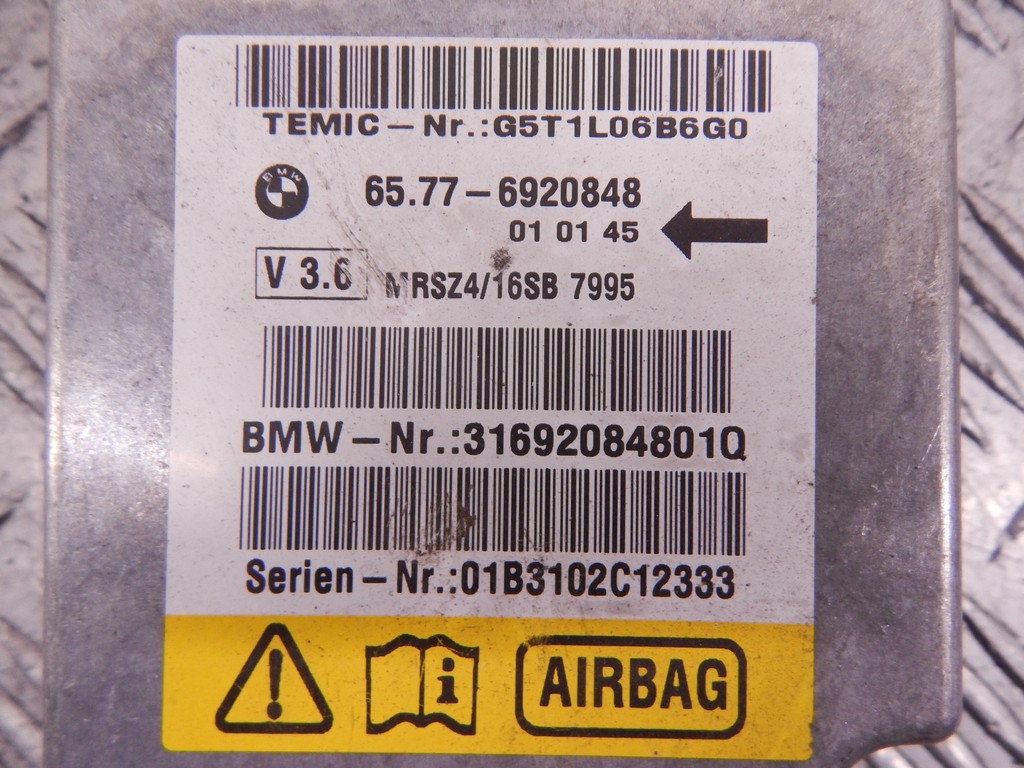 TEMIC-Nr.:G5T1L06B6G0
BMW
65.77-6920848
01 01 45
V 3.6 MRSZ4/16SB 7995
BMW-Nr.:31692084801Q
Serien-Nr.:01B3102C12333
i AIRBAG